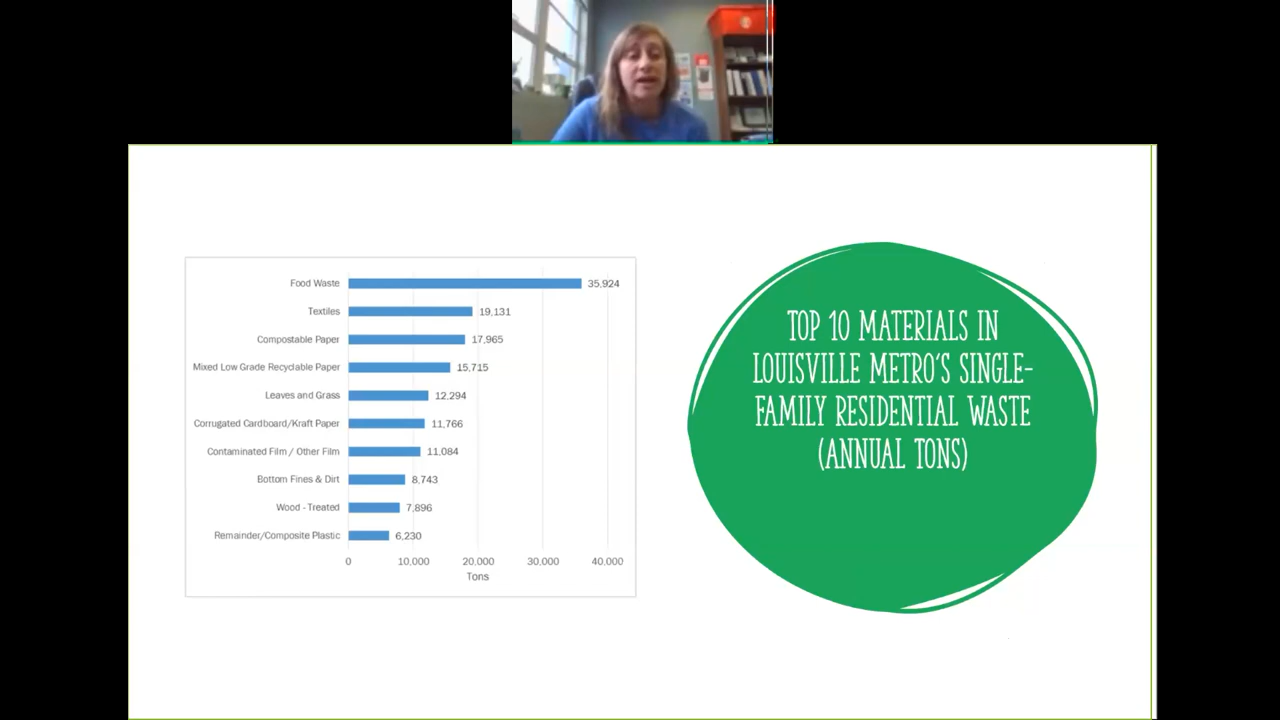 Food Waste 35,924
Textiles 19,131
Compostable Paper 17,965
Mixed Low Grade Recyclable Paper 15,715
Leaves and Grass 12,294
Corrugated Cardboard/Kraft Paper 11,766
Contaminated Film / Other Film 11,084
Bottom Fines & Dirt 8,743
Wood - Treated 7,896
Remainder/Composite Plastic 6,230
0 10,000 20,000 30,000 40,000
Tons
TOP 10 MATERIALS IN
LOUISVILLE METRO'S SINGLE-
FAMILY RESIDENTIAL WASTE
(ANNUAL TONS)